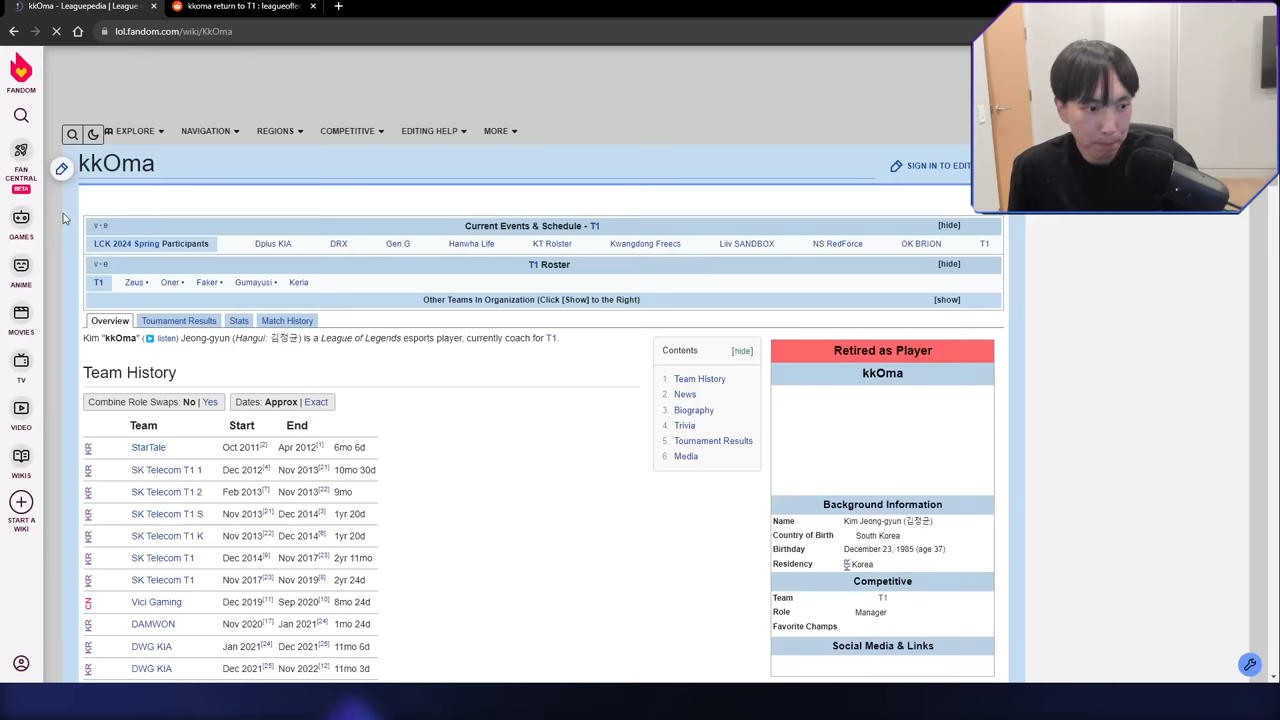 kkOma - Leaguepedia | League
kkoma return to T1 : leagueofle
lol.fandom.com/wiki/KkOma
FANDOM
FAN
CENTRAL
BETA
GAMES
ANIME
MOVIES
TV
VIDEO
WIKIS
START A
WIKI
EXPLORE
NAVIGATION
REGIONS
COMPETITIVE
EDITING HELP
MORE
kkOma
SIGN IN TO EDIT
v-e
Current Events & Schedule - T1
[hide]
LCK 2024 Spring Participants
Dplus KIA
DRX
Gen.G
Hanwha Life
KT Rolster
Kwangdong Freecs
Liiv SANDBOX
NS RedForce
OK BRION
T1
v-e
T1 Roster
[hide]
T1
Zeus •
Oner •
Faker •
Gumayusi •
Keria
Other Teams In Organization (Click [Show] to the Right)
[show]
Overview
Tournament Results
Stats
Match History
Kim "kkOma" (listen) Jeong-gyun (Hangul: 김정균) is a League of Legends esports player, currently coach for T1.
Team History
Combine Role Swaps: No | Yes
Dates: Approx | Exact
Team Start End
KR StarTale Oct 2011[2] Apr 2012[1] 6mo 6d
KR SK Telecom T1 1 Dec 2012[4] Nov 2013[21] 10mo 30d
KR SK Telecom T1 2 Feb 2013[7] Nov 2013[22] 9mo
KR SK Telecom T1 S Nov 2013[21] Dec 2014[3] 1yr 20d
KR SK Telecom T1 K Nov 2013[22] Dec 2014[6] 1yr 20d
KR SK Telecom T1 Dec 2014[9] Nov 2017[23] 2yr 11mo
KR SK Telecom T1 Nov 2017[23] Nov 2019[8] 2yr 24d
CN Vici Gaming Dec 2019[11] Sep 2020[10] 8mo 24d
KR DAMWON Nov 2020[17] Jan 2021[24] 1mo 24d
KR DWG KIA Jan 2021[24] Dec 2021[25] 11mo 6d
KR DWG KIA Dec 2021[25] Nov 2022[12] 11mo 3d
Contents [hide]
1. Team History
2. News
3. Biography
4. Trivia
5. Tournament Results
6. Media
Retired as Player
kkOma
Background Information
Name Kim Jeong-gyun (김정균)
Country of Birth South Korea
Birthday December 23, 1985 (age 37)
Residency KR Korea
Competitive
Team T1
Role Manager
Favorite Champs
Social Media & Links